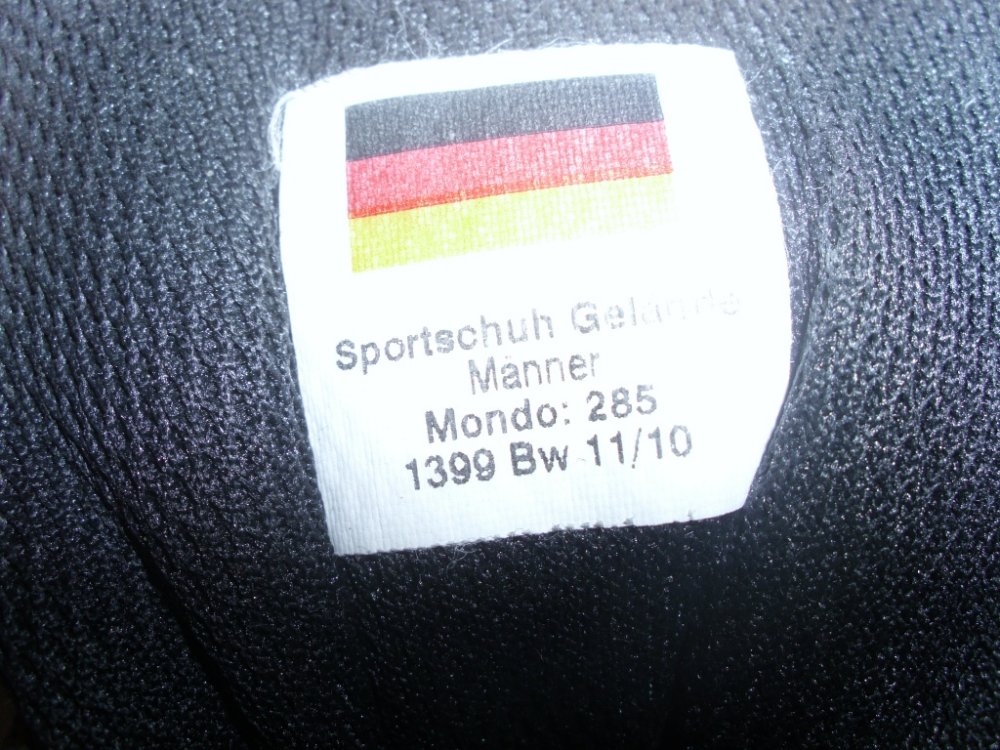 Sportschuh Gelände
Männer
Mondo: 285
1399 Bw 11/10